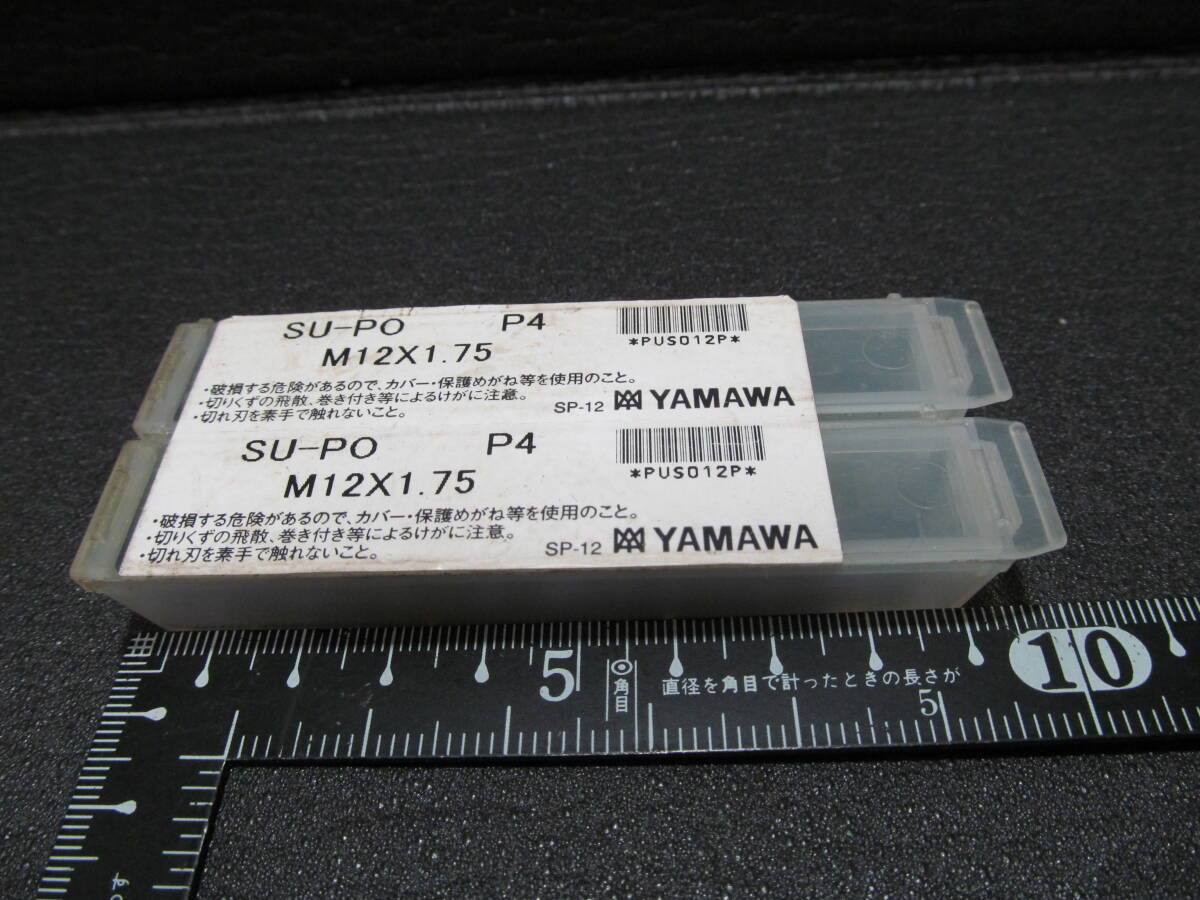 SU-PO P4
*PUS012P*
M12X1.75
・破損する危険があるので、カバー・保護めがね等を使用のこと。
・切りくずの飛散、巻き付き等によるけがに注意。
・切れ刃を素手で触れないこと。
SP-12 YAMAWA
SU-PO P4
*PUS012P*
M12X1.75
・破損する危険があるので、カバー・保護めがね等を使用のこと。
・切りくずの飛散、巻き付き等によるけがに注意。
・切れ刃を素手で触れないこと。
SP-12 YAMAWA
5
角目
直径を角目で計ったときの長さが
5
10